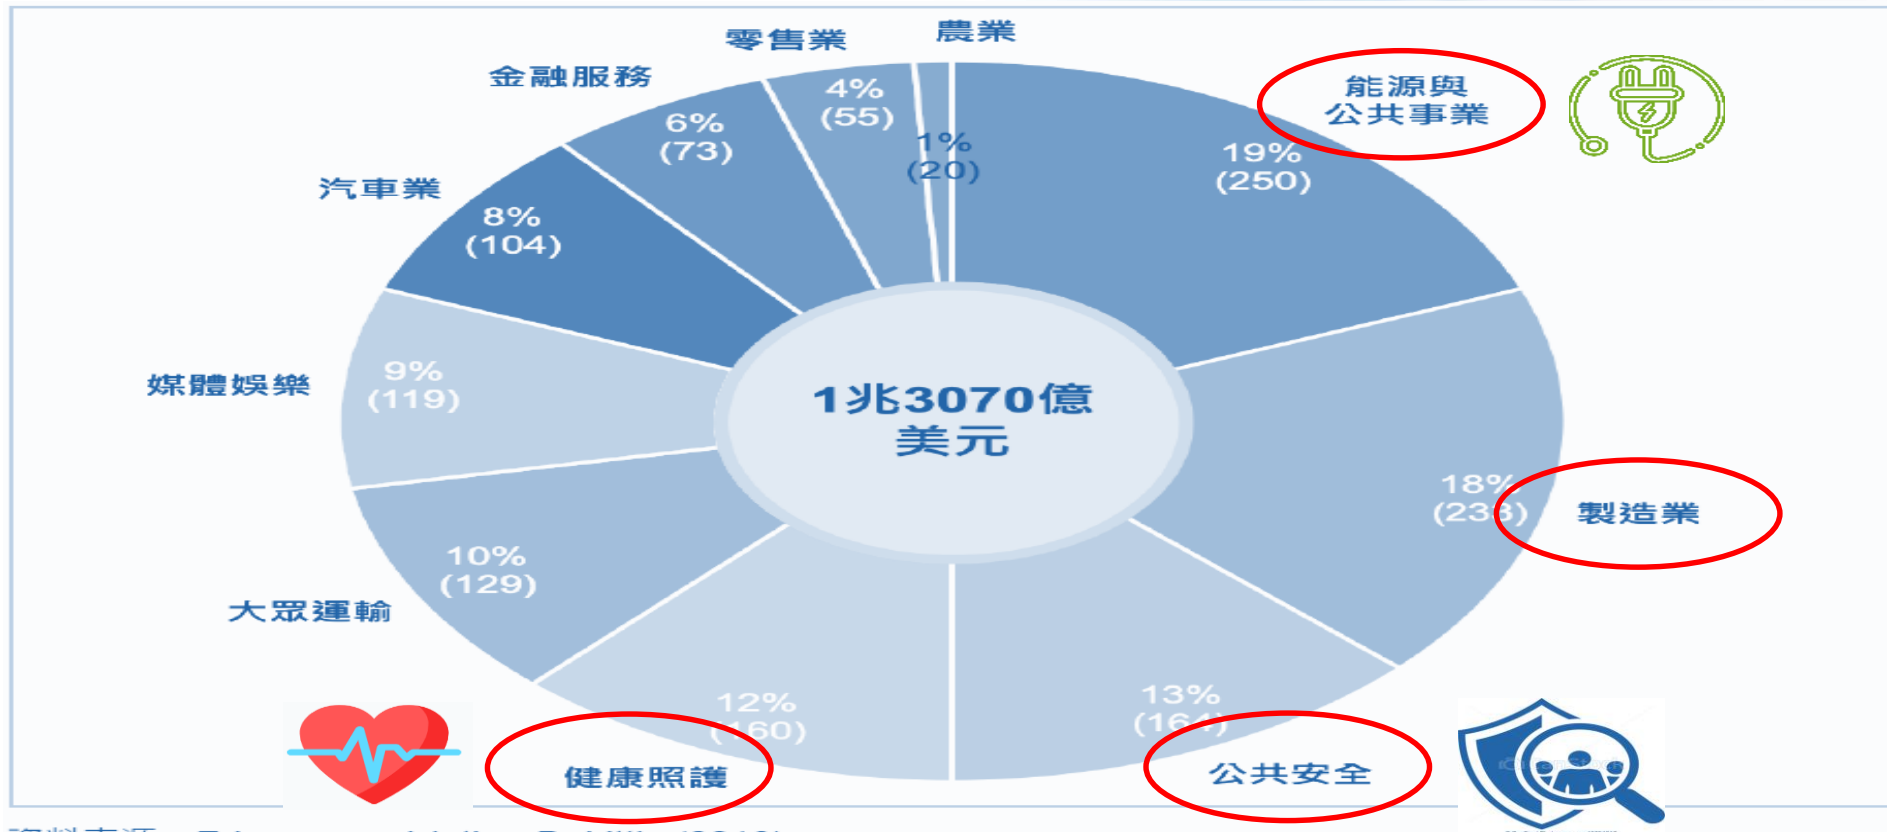 農業
零售業
金融服務
汽車業
媒體娛樂
大眾運輸
健康照護
公共安全
製造業
能源與
公共事業
19%
(250)
18%
(233)
13%
(164)
12%
(160)
10%
(129)
9%
(119)
8%
(104)
6%
(73)
4%
(55)
1%
(20)
1兆3070億
美元